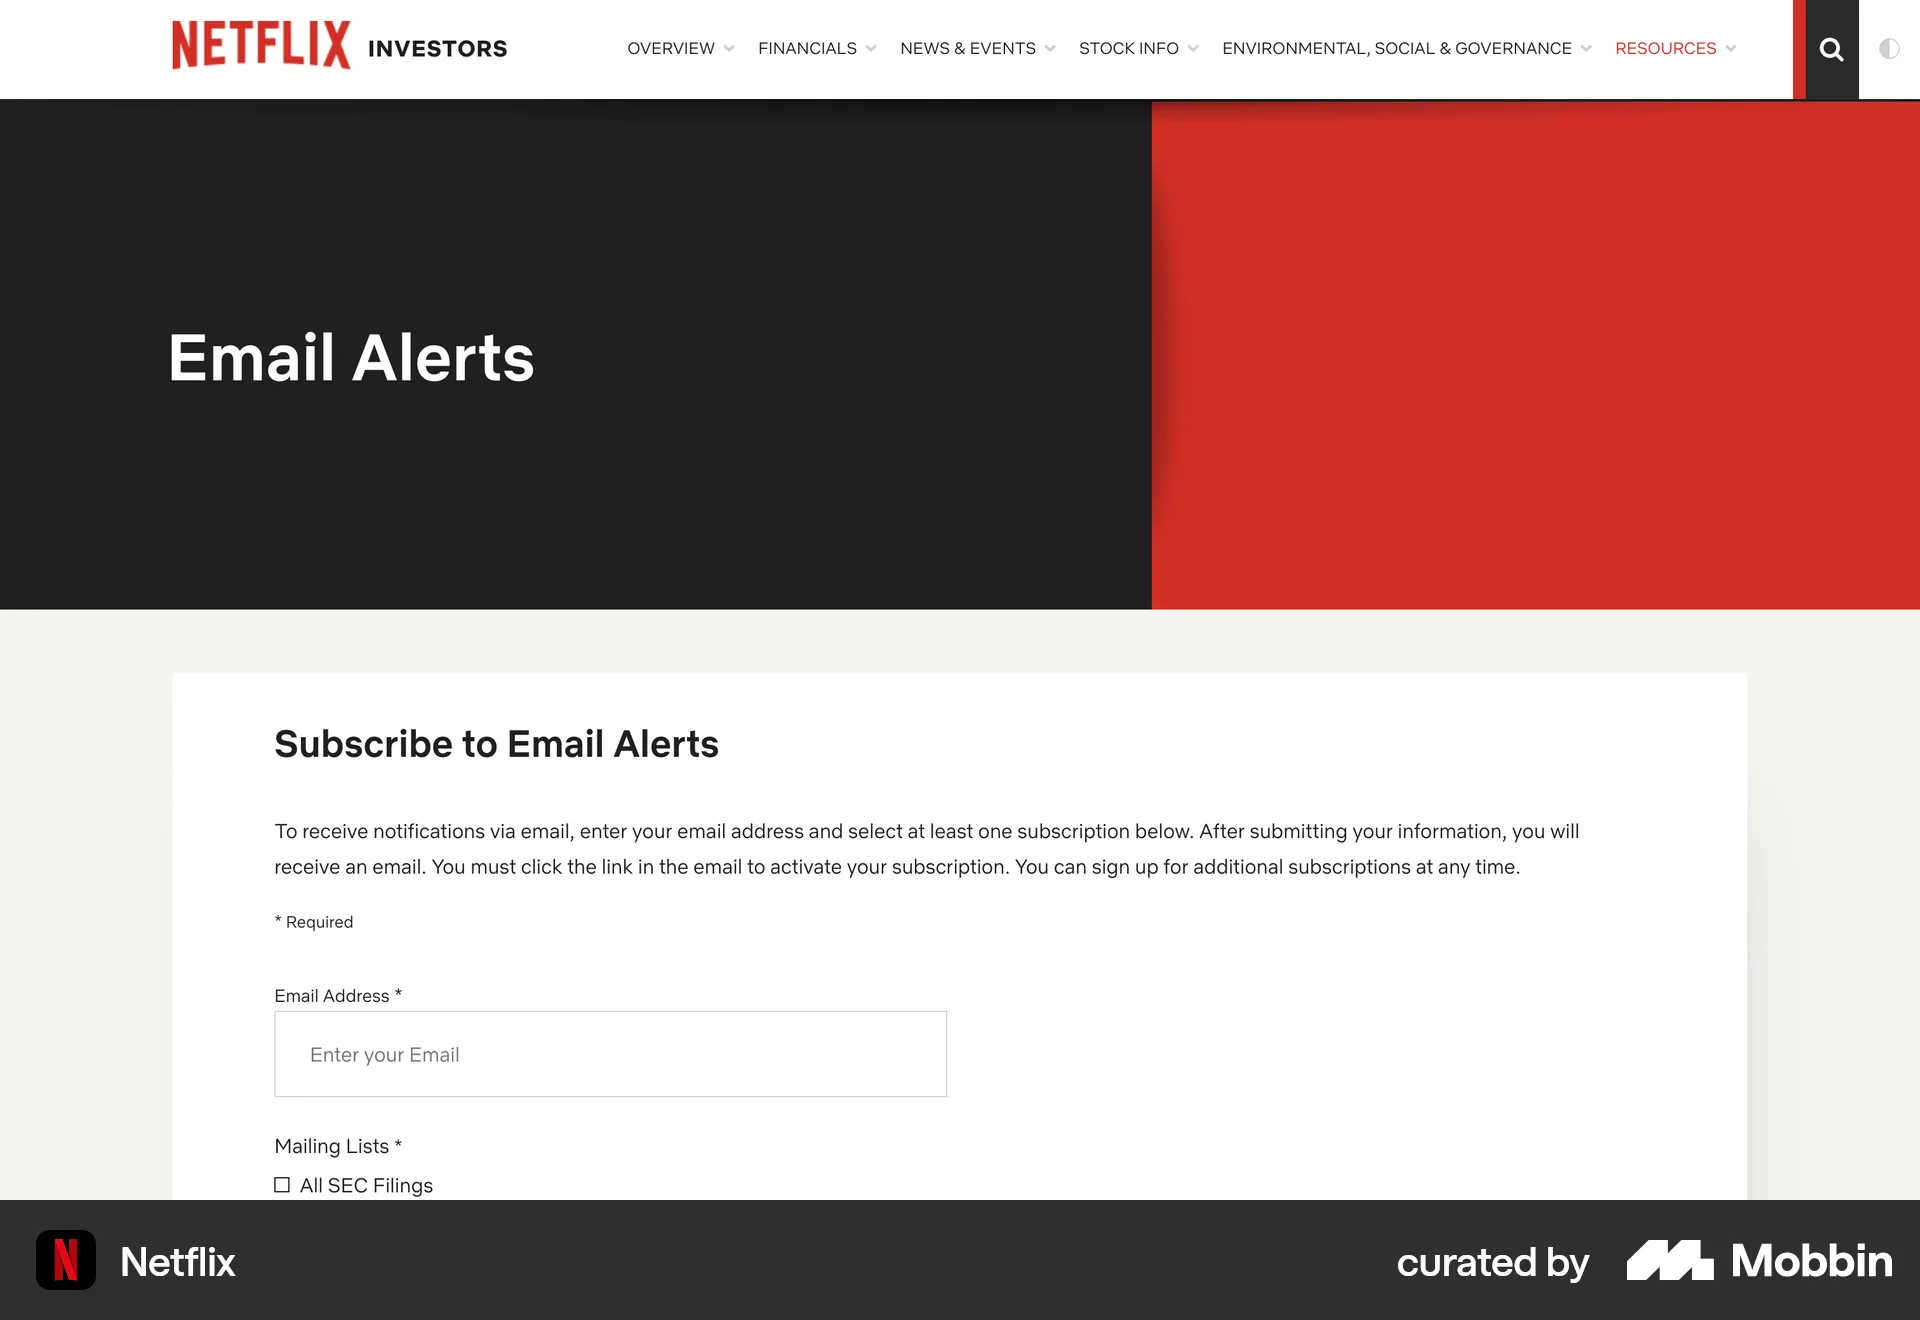 NETFLIX INVESTORS OVERVIEW FINANCIALS NEWS & EVENTS STOCK INFO ENVIRONMENTAL, SOCIAL & GOVERNANCE RESOURCES
Email Alerts
Subscribe to Email Alerts
To receive notifications via email, enter your email address and select at least one subscription below. After submitting your information, you will
receive an email. You must click the link in the email to activate your subscription. You can sign up for additional subscriptions at any time.
* Required
Email Address *
Enter your Email
Mailing Lists *
All SEC Filings
N Netflix curated by Mobbin